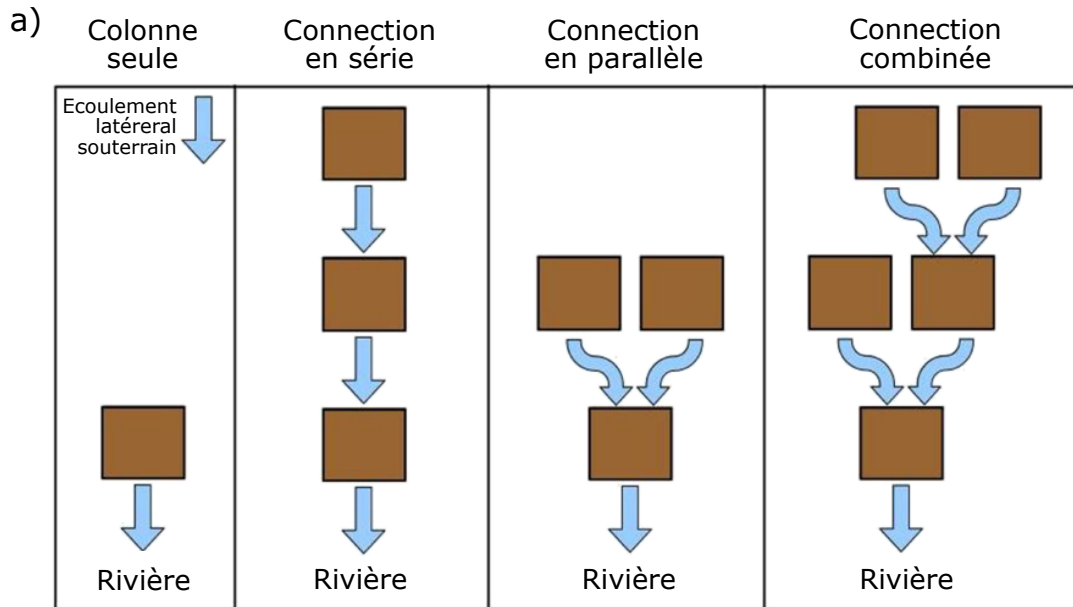 a)
Colonne
seule
Connection
en série
Connection
en parallèle
Connection
combinée
Ecoulement
latéreral
souterrain
Rivière
Rivière
Rivière
Rivière